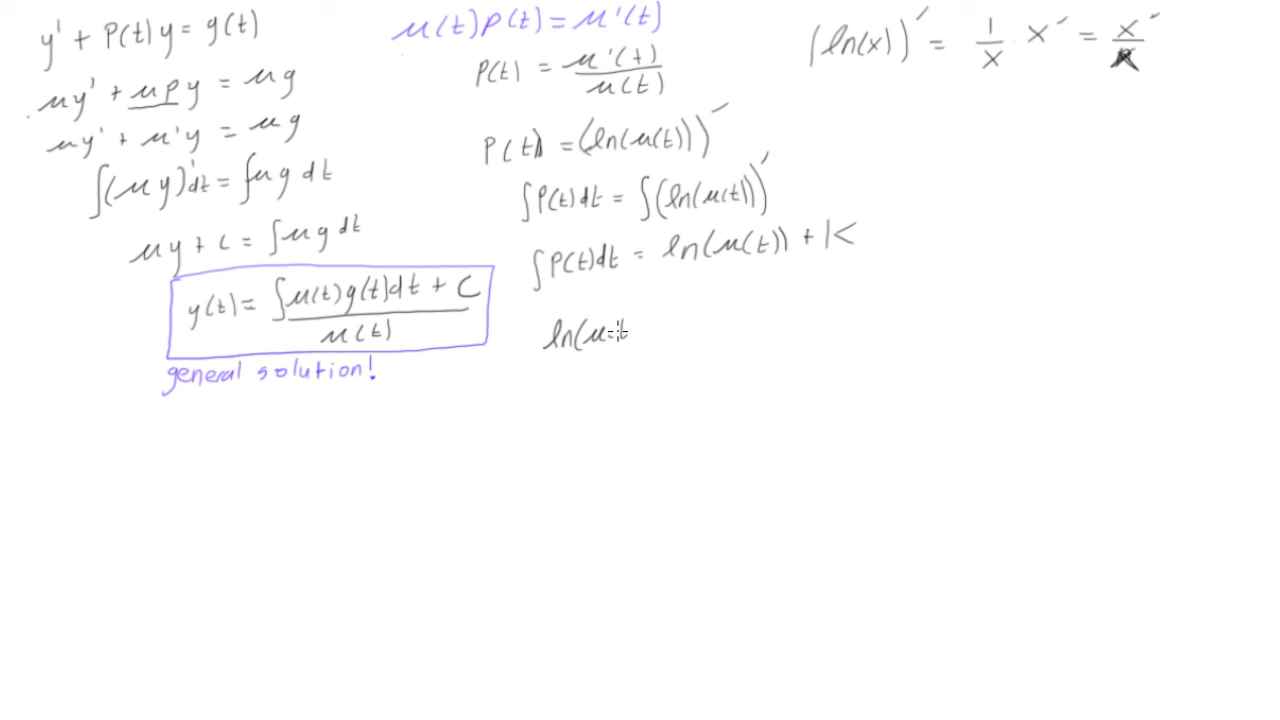 y' + P(t) y = g(t)
μy' + μpy = μg
μy' + μ'y = μg
∫(μy)'dt = ∫μg dt
μy + c = ∫μg dt
y(t) = ∫μ(t)g(t)dt + C
μ(t)
general solution!
μ(t)P(t) = μ'(t)
P(t) = μ'(t)
μ(t)
P(t) = (ln(μ(t)))'
∫P(t)dt = ∫(ln(μ(t)))'
∫P(t)dt = ln(μ(t)) + K
ln(μ
(ln(x))' = 1/x · x' = x'